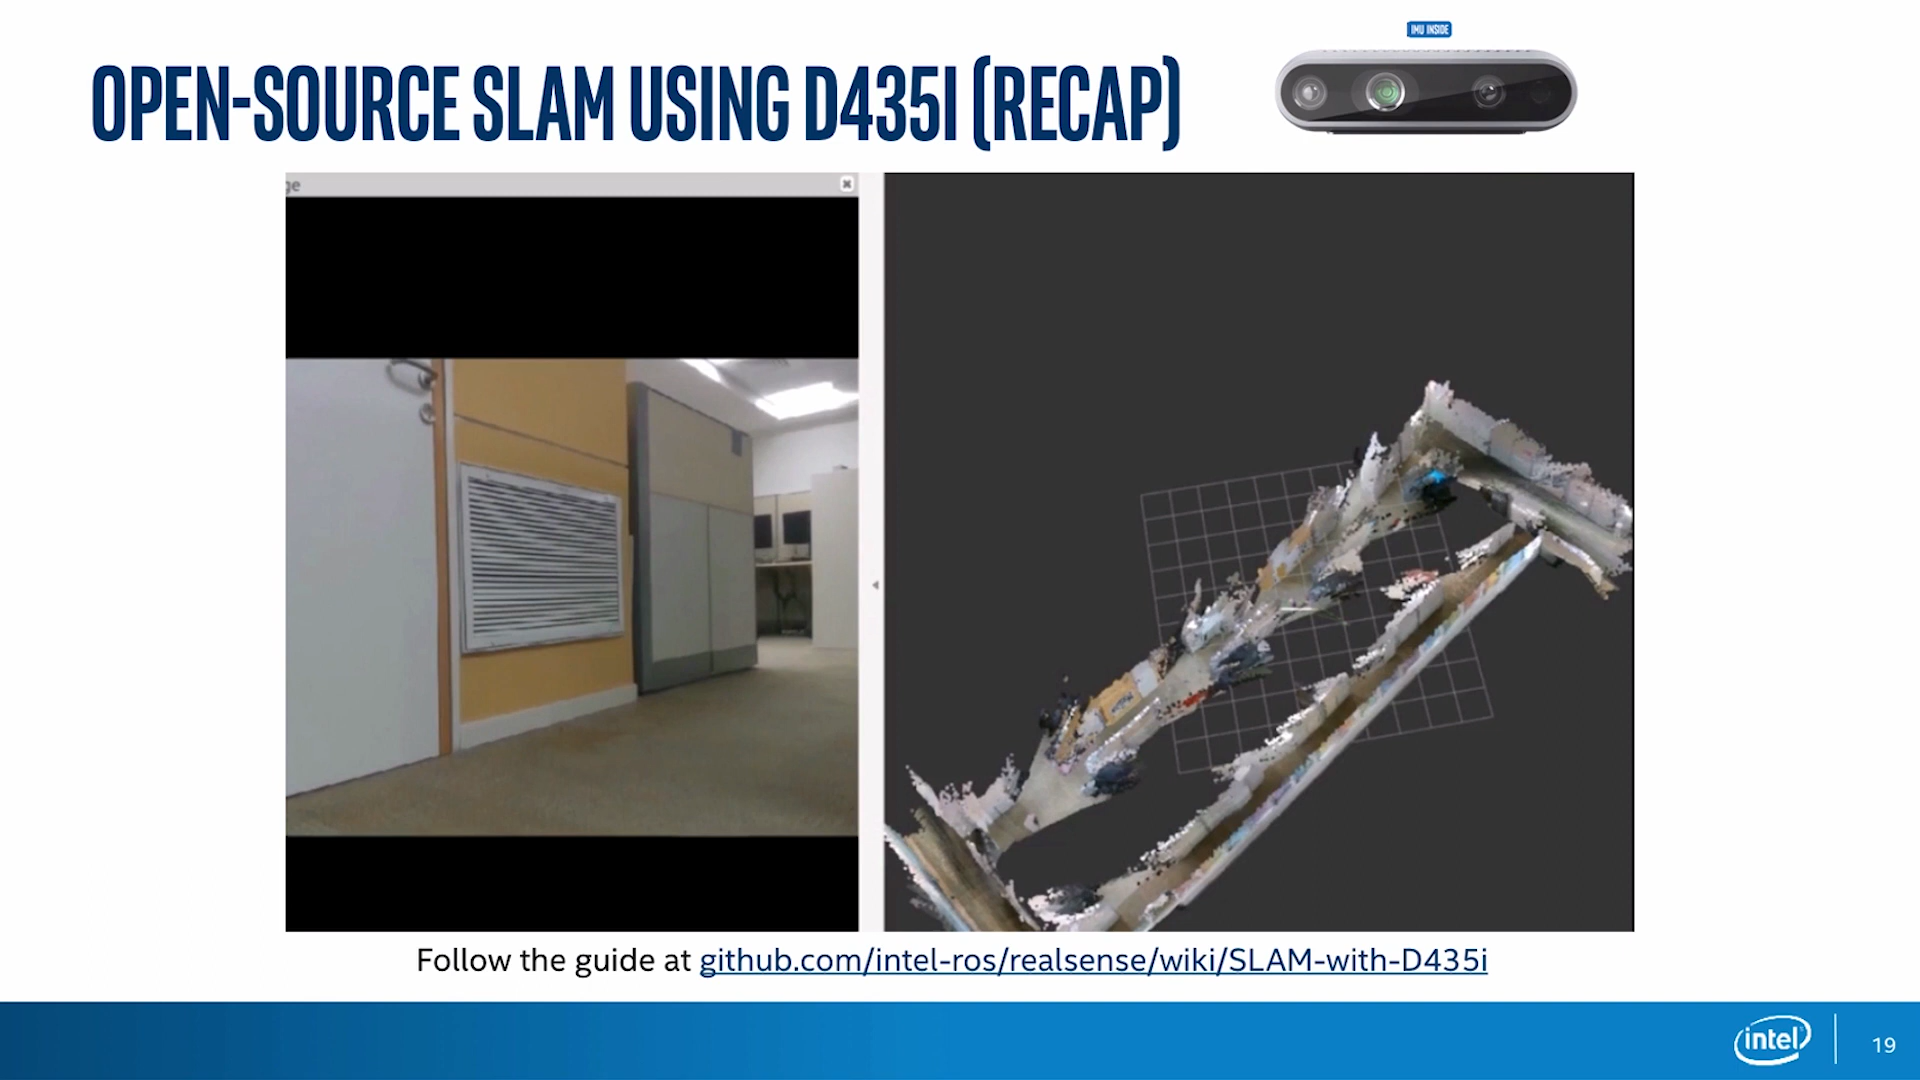 IMU INSIDE
OPEN-SOURCE SLAM USING D435I (RECAP)
ge
Follow the guide at github.com/intel-ros/realsense/wiki/SLAM-with-D435i
intel
19